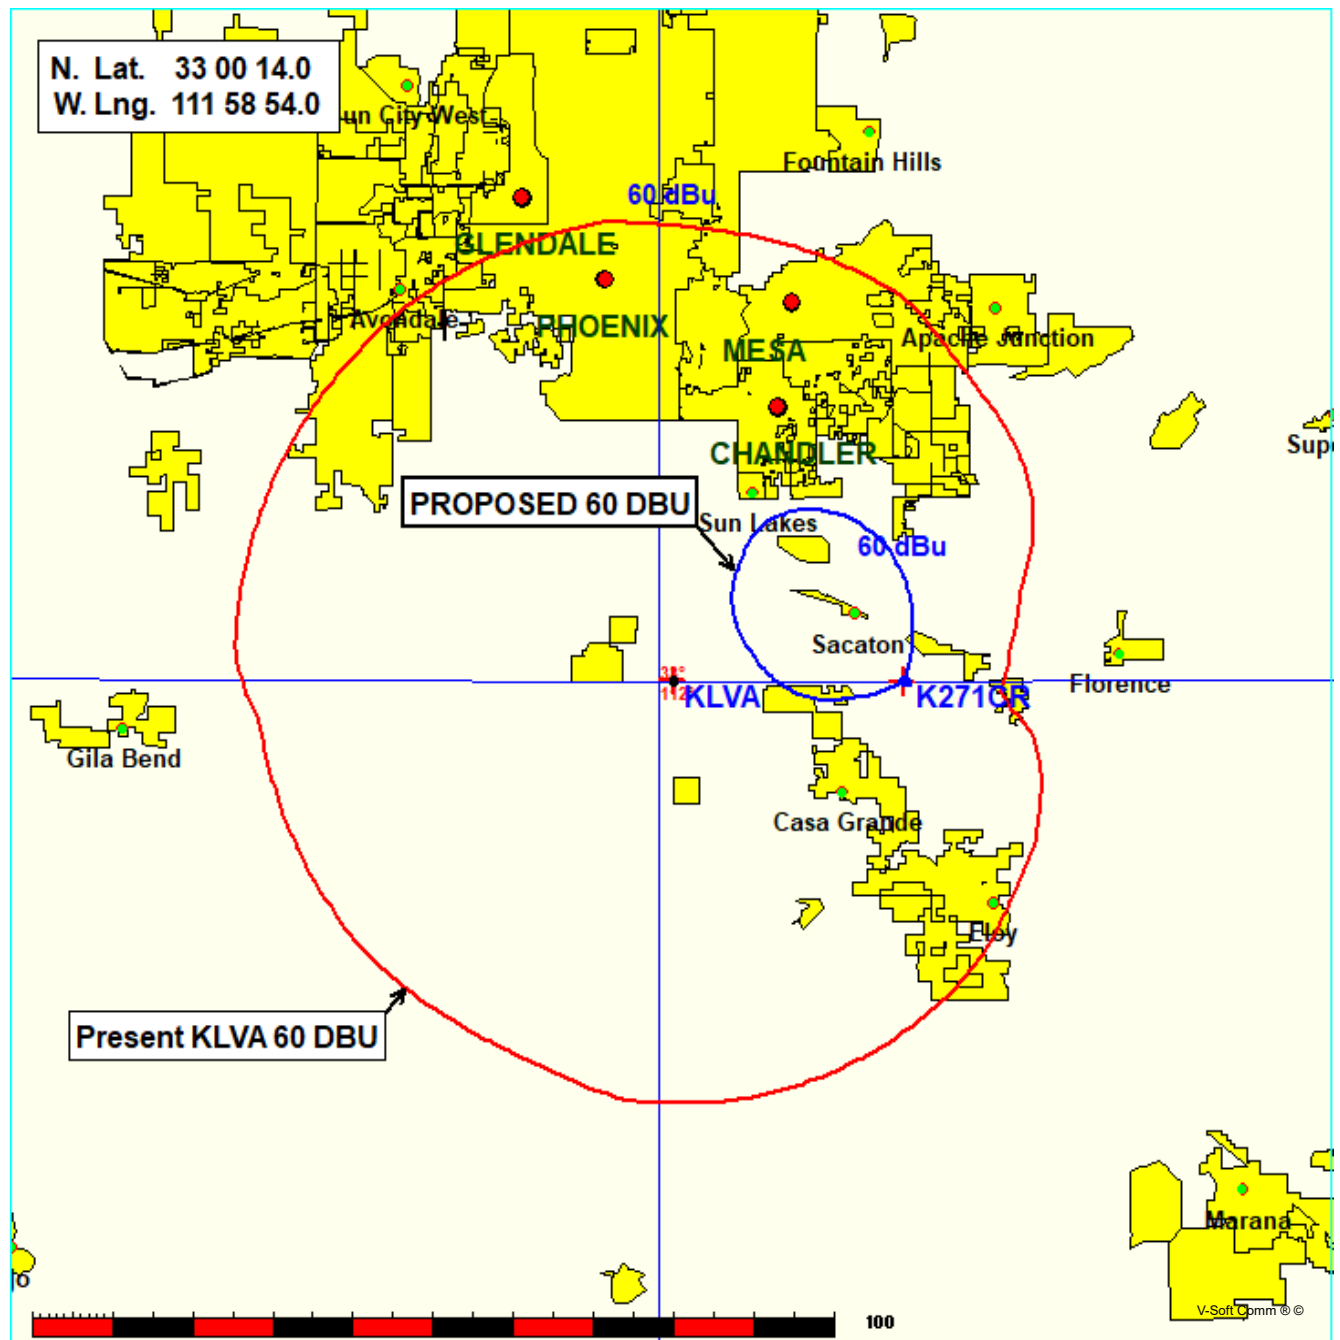 N. Lat. 33 00 14.0
W. Lng. 111 58 54.0
un City West
Fountain Hills
60 dBu
GLENDALE
Avondale
PHOENIX
MESA
Apache Junction
CHANDLER
Sup
PROPOSED 60 DBU
Sun Lakes
60 dBu
Sacaton
Florence
KLVA
K271CR
Gila Bend
Casa Grande
Eloy
Present KLVA 60 DBU
Marana
jo
V-Soft Comm ® ©
100